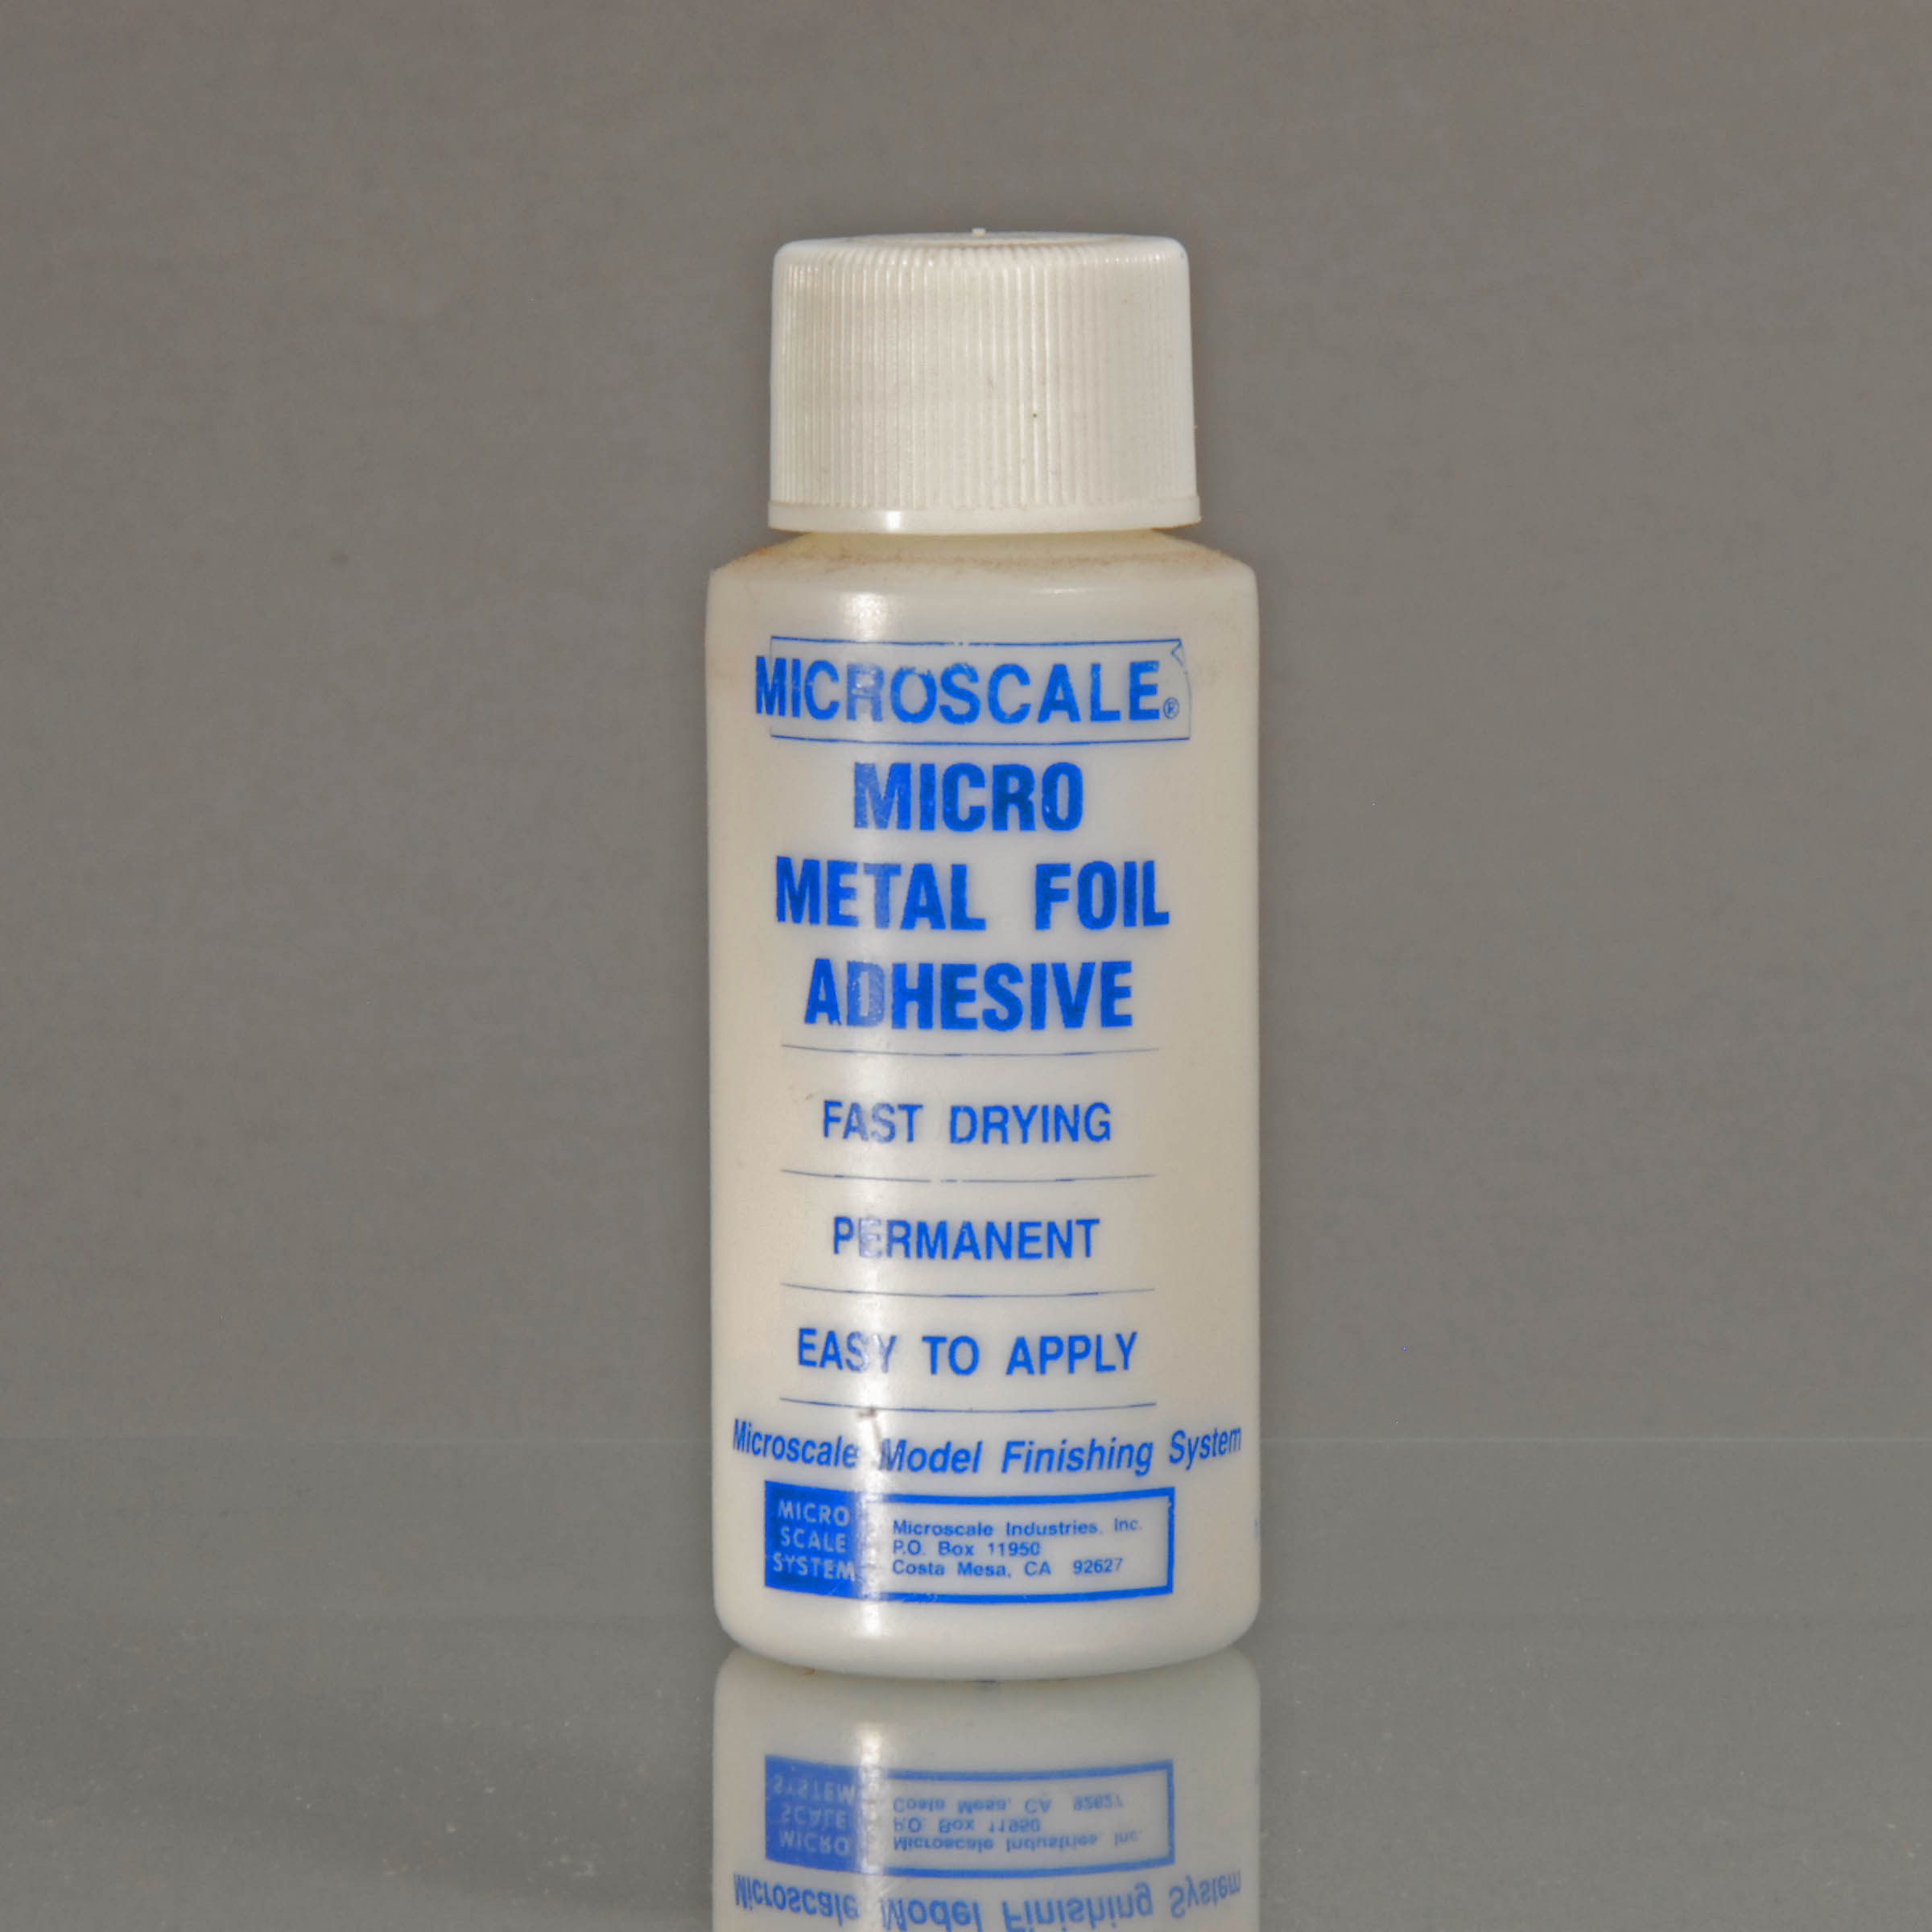 MICROSCALE®
MICRO
METAL FOIL
ADHESIVE
FAST DRYING
PERMANENT
EASY TO APPLY
Microscale Model Finishing System
MICRO
SCALE
SYSTEM
Microscale Industries, Inc.
P.O. Box 11950
Costa Mesa, CA 92627